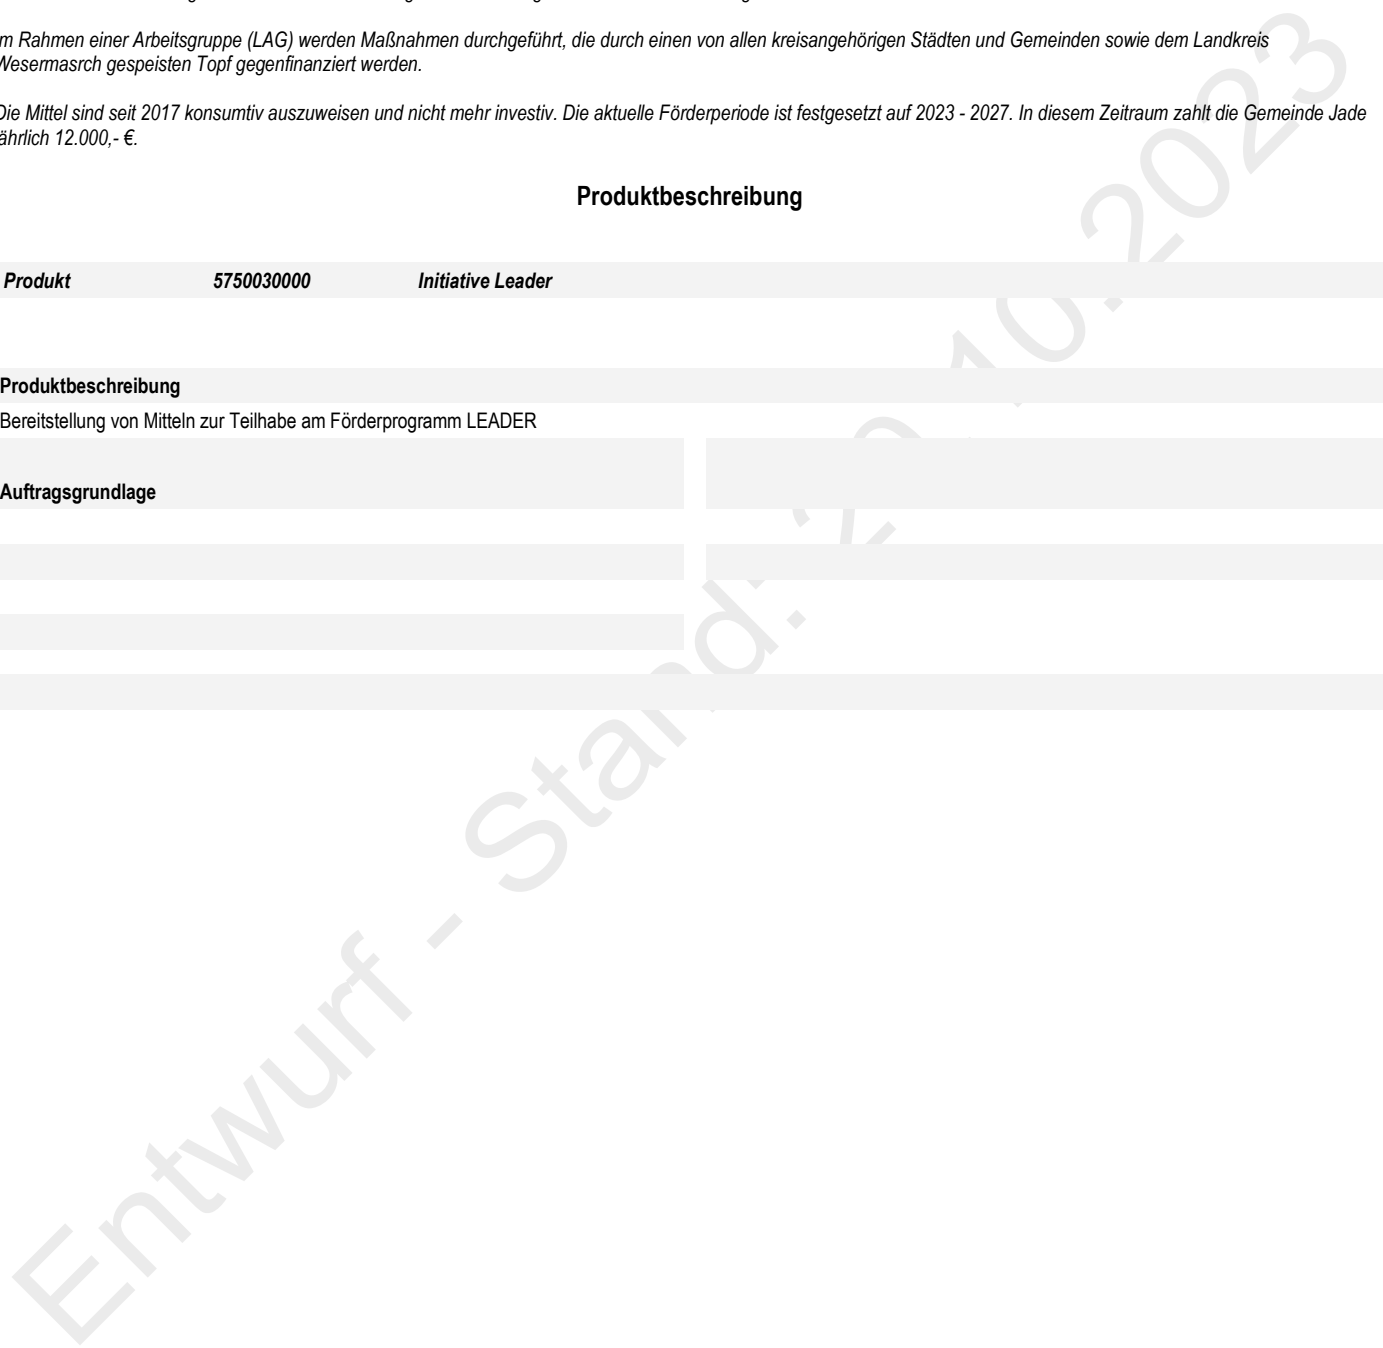 m Rahmen einer Arbeitsgruppe (LAG) werden Maßnahmen durchgeführt, die durch einen von allen kreisangehörigen Städten und Gemeinden sowie dem Landkreis
Wesermasrch gespeisten Topf gegenfinanziert werden.
Die Mittel sind seit 2017 konsumtiv auszuweisen und nicht mehr investiv. Die aktuelle Förderperiode ist festgesetzt auf 2023 - 2027. In diesem Zeitraum zahlt die Gemeinde Jade
ährlich 12.000,- €.
Produktbeschreibung
Produkt 5750030000 Initiative Leader
Produktbeschreibung
Bereitstellung von Mitteln zur Teilhabe am Förderprogramm LEADER
Auftragsgrundlage
Entwurf - Stand: 10.2023